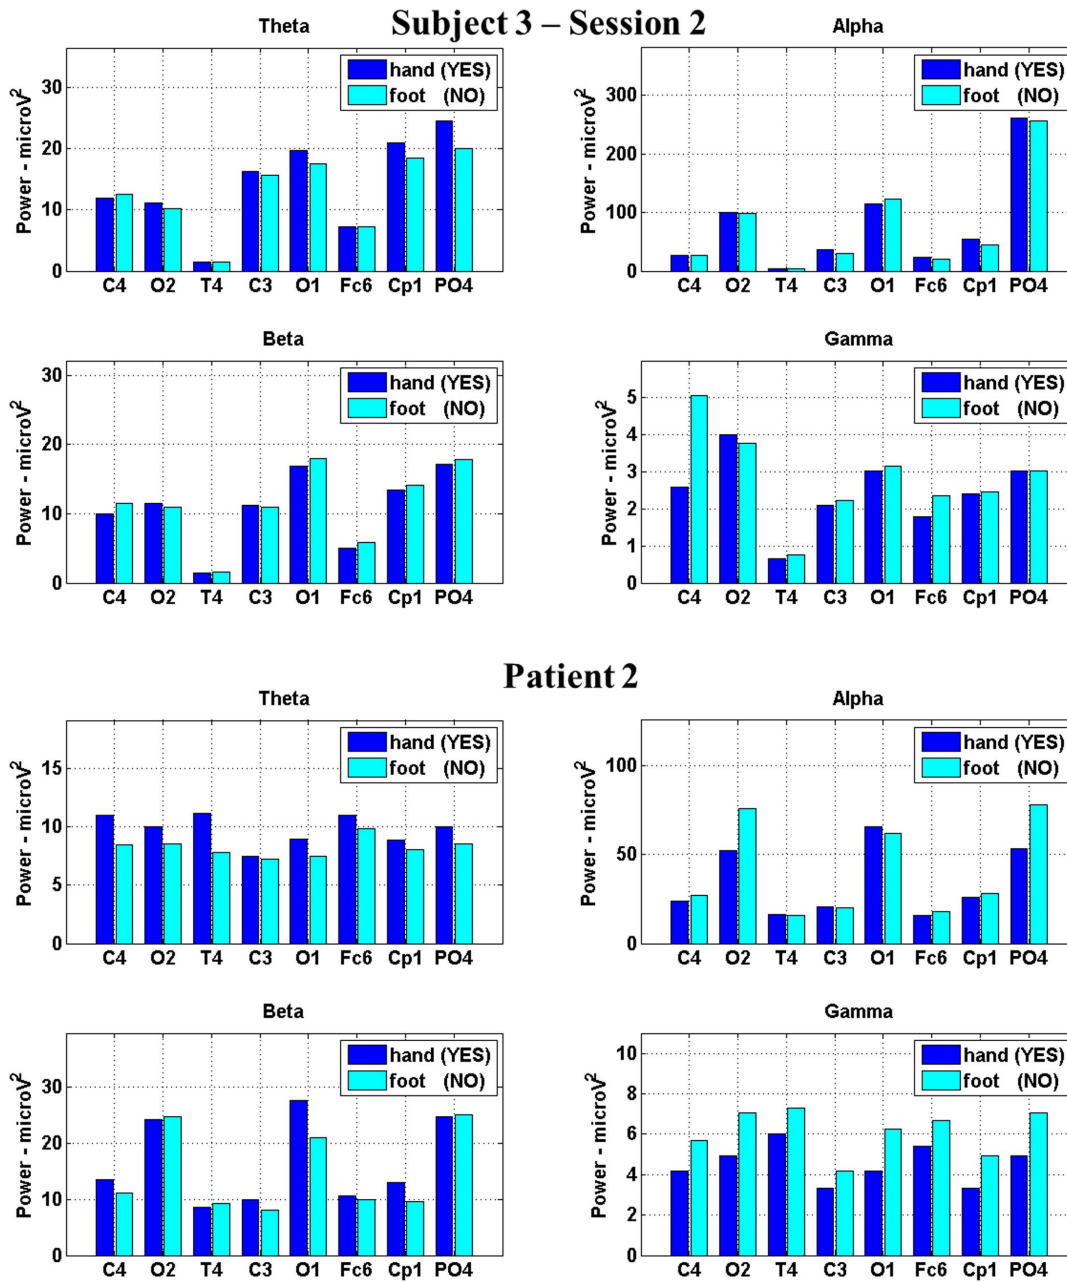 Subject 3 – Session 2
Theta
Power - microV²
30
20
10
0
hand (YES)
foot (NO)
C4 O2 T4 C3 O1 Fc6 Cp1 PO4
Alpha
Power - microV²
300
200
100
0
hand (YES)
foot (NO)
C4 O2 T4 C3 O1 Fc6 Cp1 PO4
Beta
Power - microV²
30
20
10
0
hand (YES)
foot (NO)
C4 O2 T4 C3 O1 Fc6 Cp1 PO4
Gamma
Power - microV²
5
4
3
2
1
0
hand (YES)
foot (NO)
C4 O2 T4 C3 O1 Fc6 Cp1 PO4
Patient 2
Theta
Power - microV²
15
10
5
0
hand (YES)
foot (NO)
C4 O2 T4 C3 O1 Fc6 Cp1 PO4
Alpha
Power - microV²
100
50
0
hand (YES)
foot (NO)
C4 O2 T4 C3 O1 Fc6 Cp1 PO4
Beta
Power - microV²
30
20
10
0
hand (YES)
foot (NO)
C4 O2 T4 C3 O1 Fc6 Cp1 PO4
Gamma
Power - microV²
10
8
6
4
2
0
hand (YES)
foot (NO)
C4 O2 T4 C3 O1 Fc6 Cp1 PO4